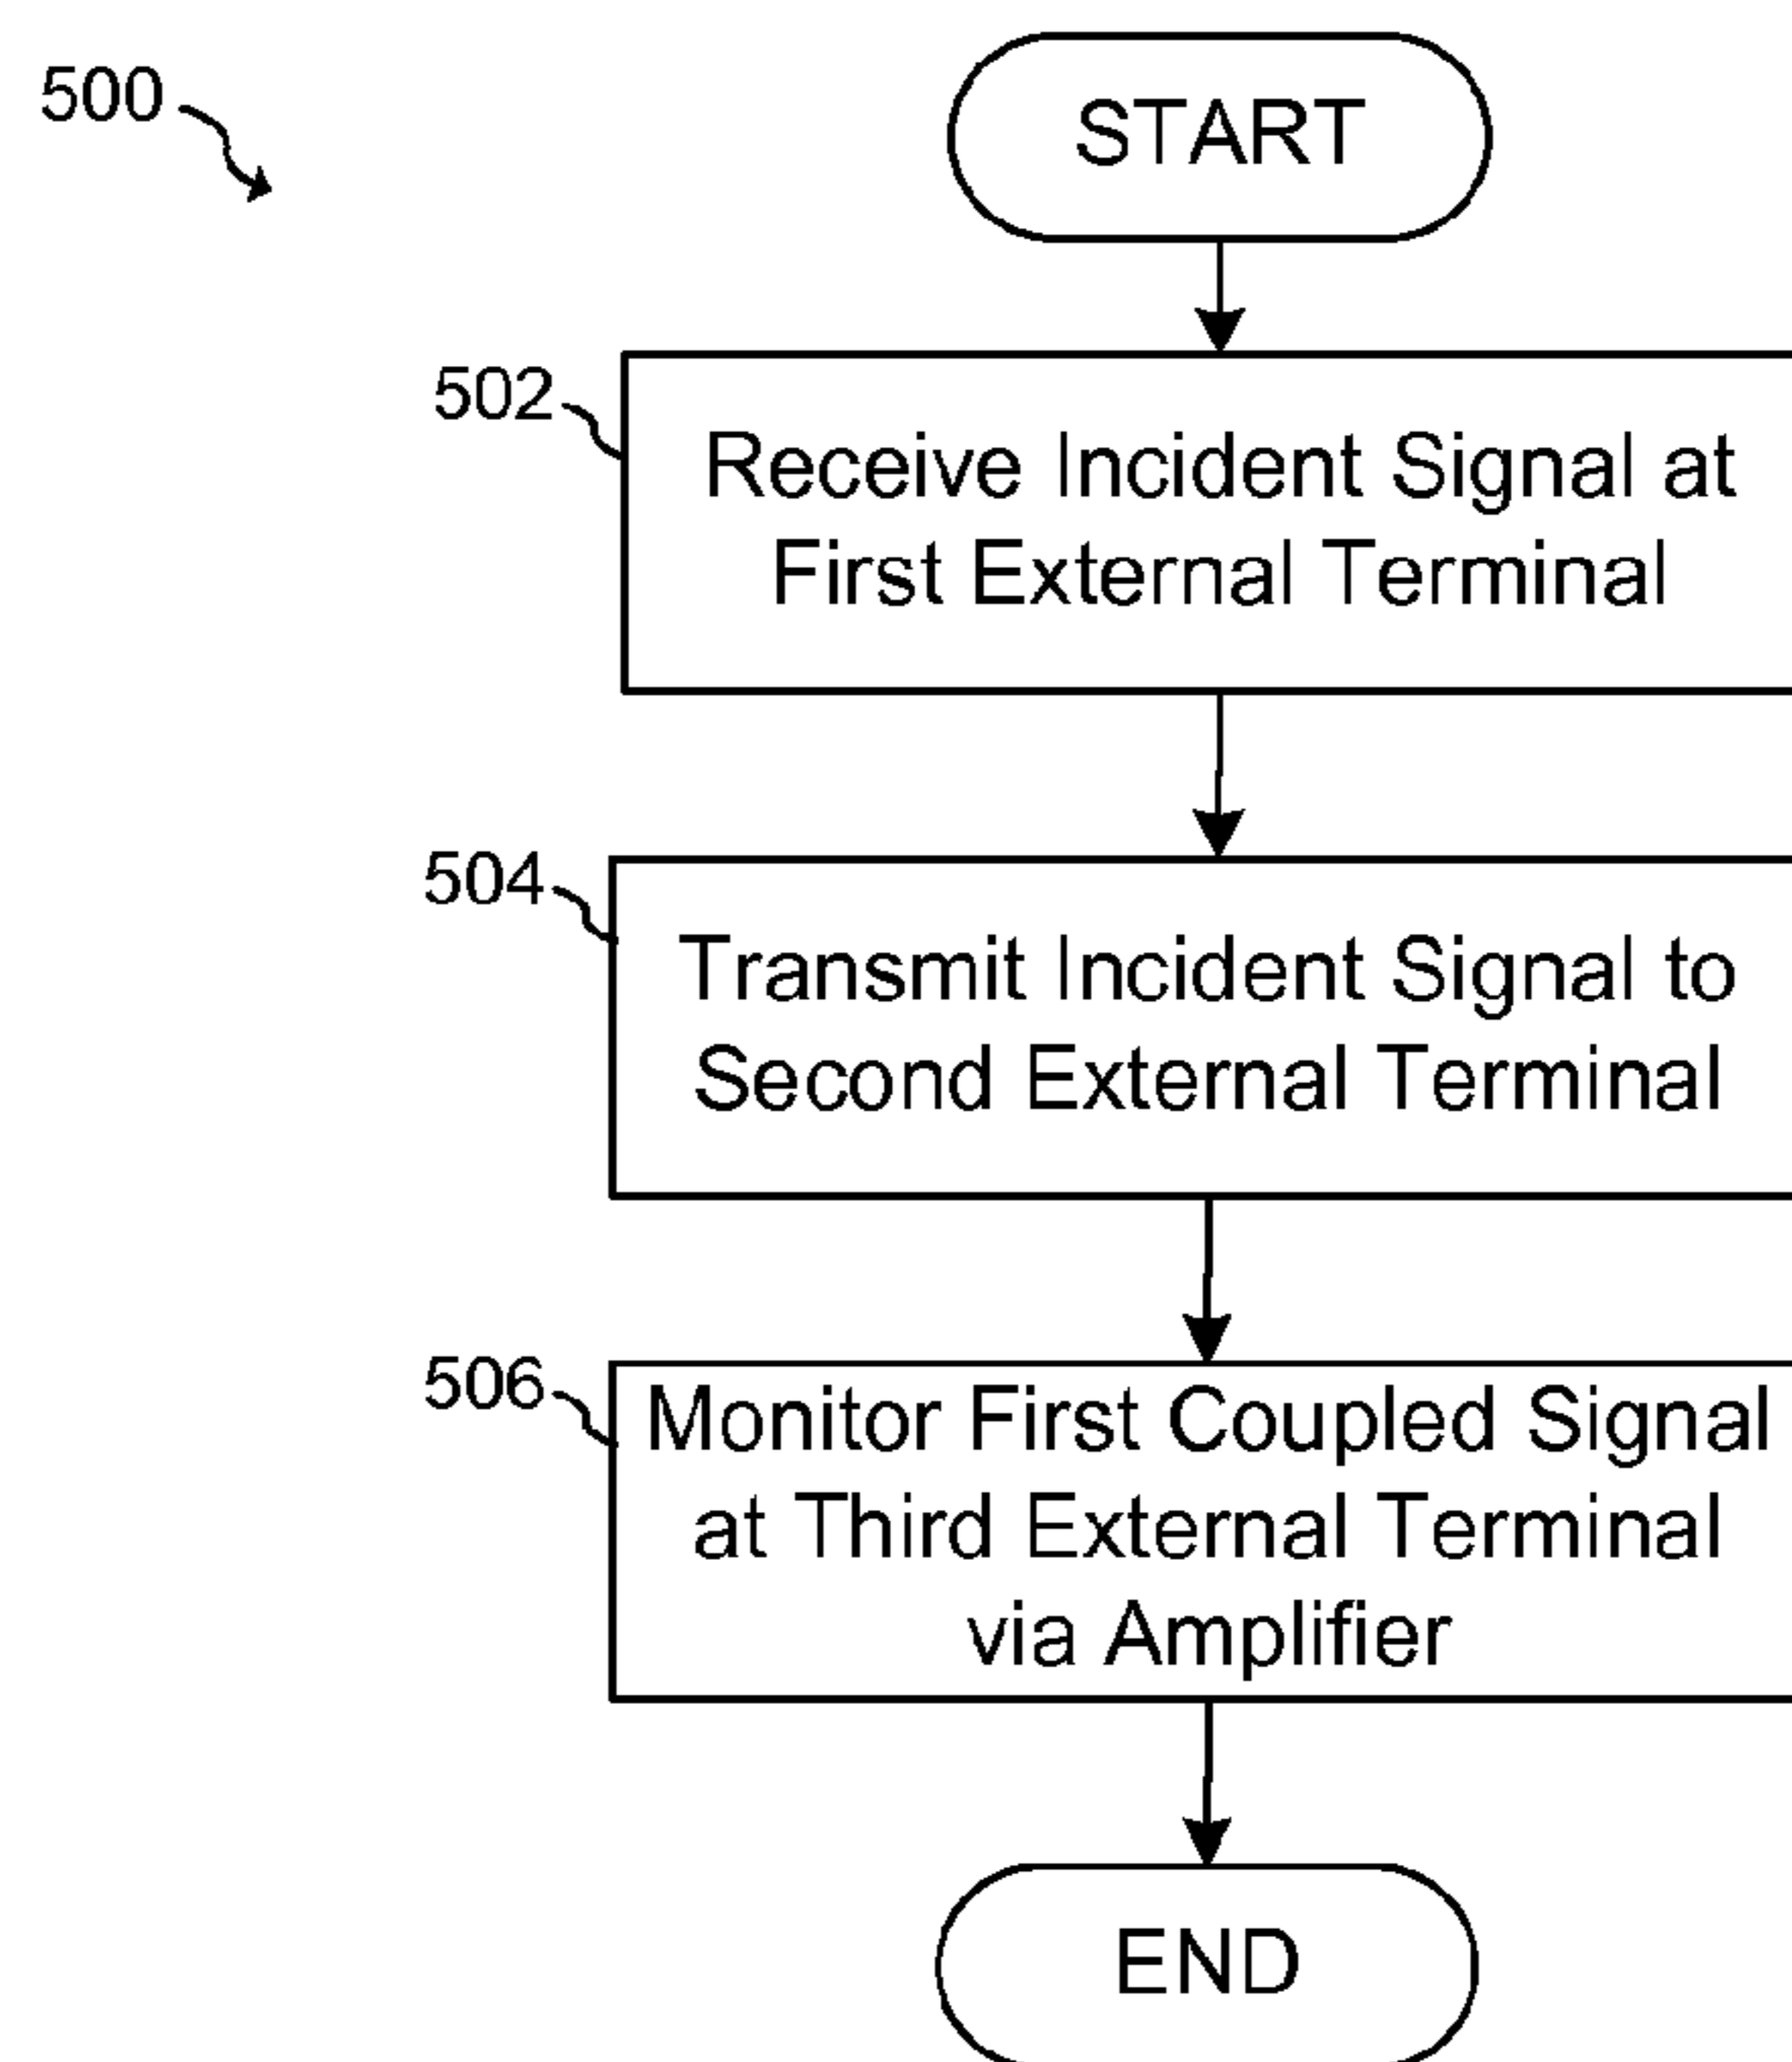 500
START
502
Receive Incident Signal at
First External Terminal
504
Transmit Incident Signal to
Second External Terminal
506
Monitor First Coupled Signal
at Third External Terminal
via Amplifier
END